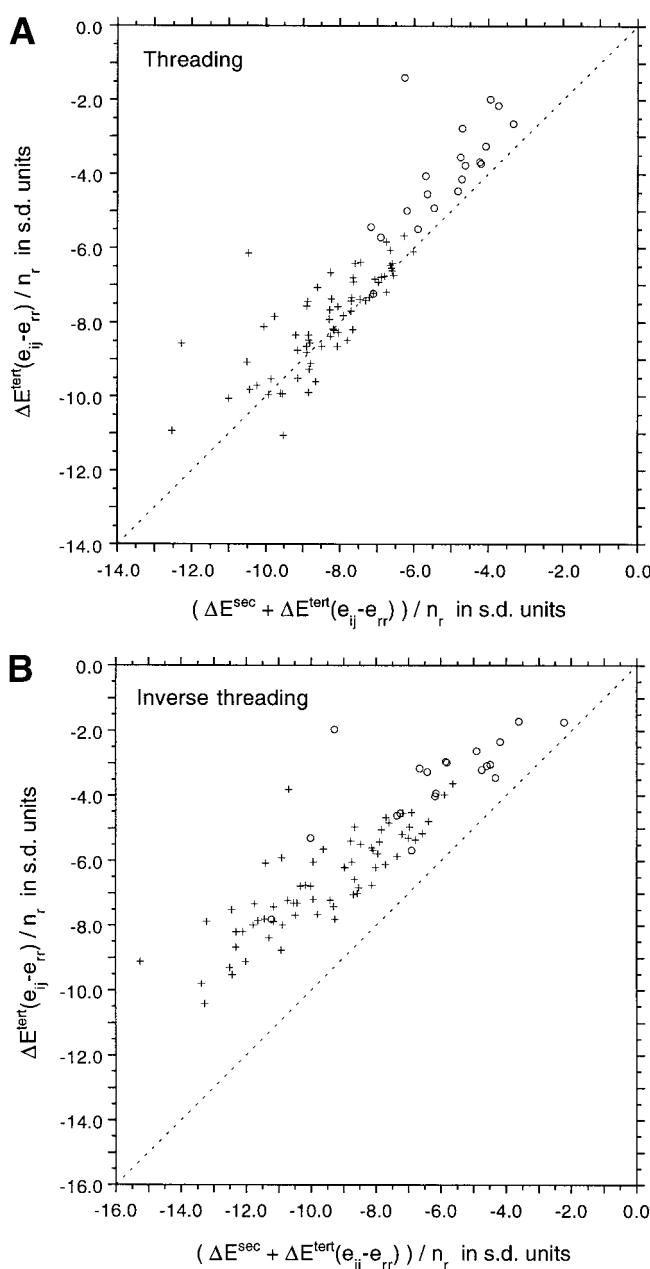 A
Threading
0.0
-2.0
-4.0
-6.0
-8.0
-10.0
-12.0
-14.0
ΔE^tert(e_ij-e_rr) / n_r in s.d. units
-14.0 -12.0 -10.0 -8.0 -6.0 -4.0 -2.0 0.0
( ΔE^sec + ΔE^tert(e_ij-e_rr) ) / n_r in s.d. units
B
Inverse threading
0.0
-2.0
-4.0
-6.0
-8.0
-10.0
-12.0
-14.0
-16.0
ΔE^tert(e_ij-e_rr) / n_r in s.d. units
-16.0 -14.0 -12.0 -10.0 -8.0 -6.0 -4.0 -2.0 0.0
( ΔE^sec + ΔE^tert(e_ij-e_rr) ) / n_r in s.d. units